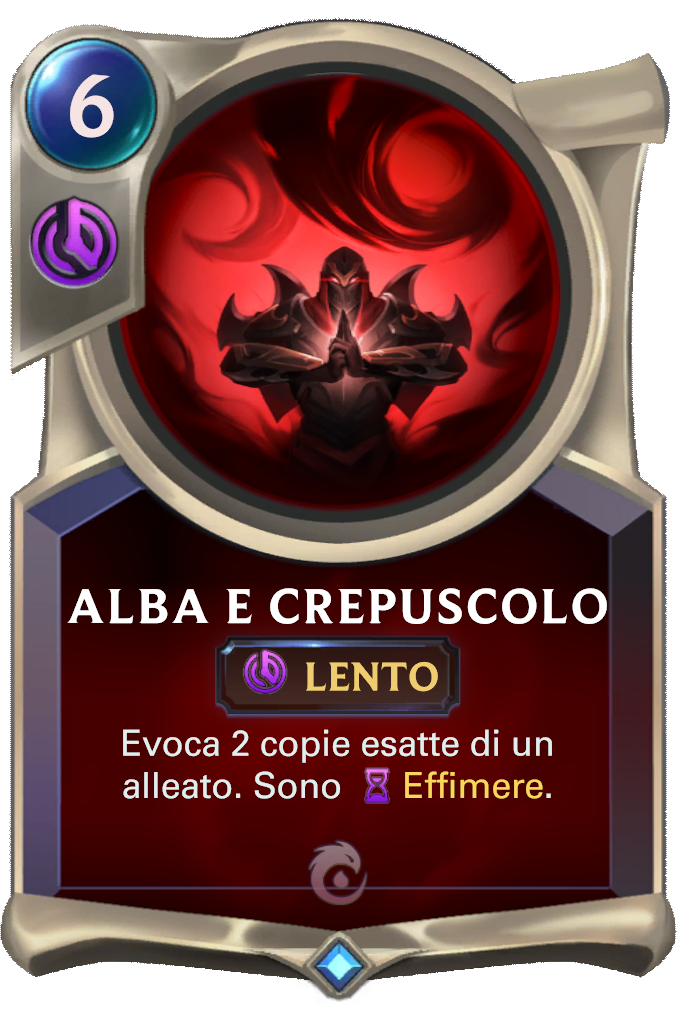 6
ALBA E CREPUSCOLO
LENTO
Evoca 2 copie esatte di un
alleato. Sono Effimere.